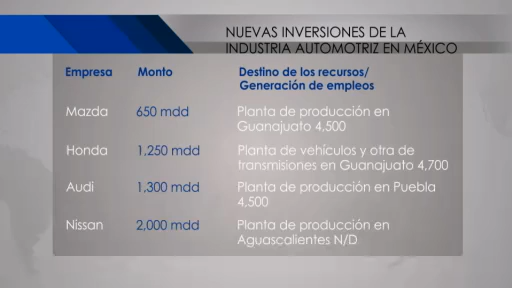 NUEVAS INVERSIONES DE LA
INDUSTRIA AUTOMOTRIZ EN MÉXICO
Empresa Monto Destino de los recursos/
Generación de empleos
Mazda 650 mdd Planta de producción en
Guanajuato 4,500
Honda 1,250 mdd Planta de vehículos y otra de
transmisiones en Guanajuato 4,700
Audi 1,300 mdd Planta de producción en Puebla
4,500
Nissan 2,000 mdd Planta de producción en
Aguascalientes N/D